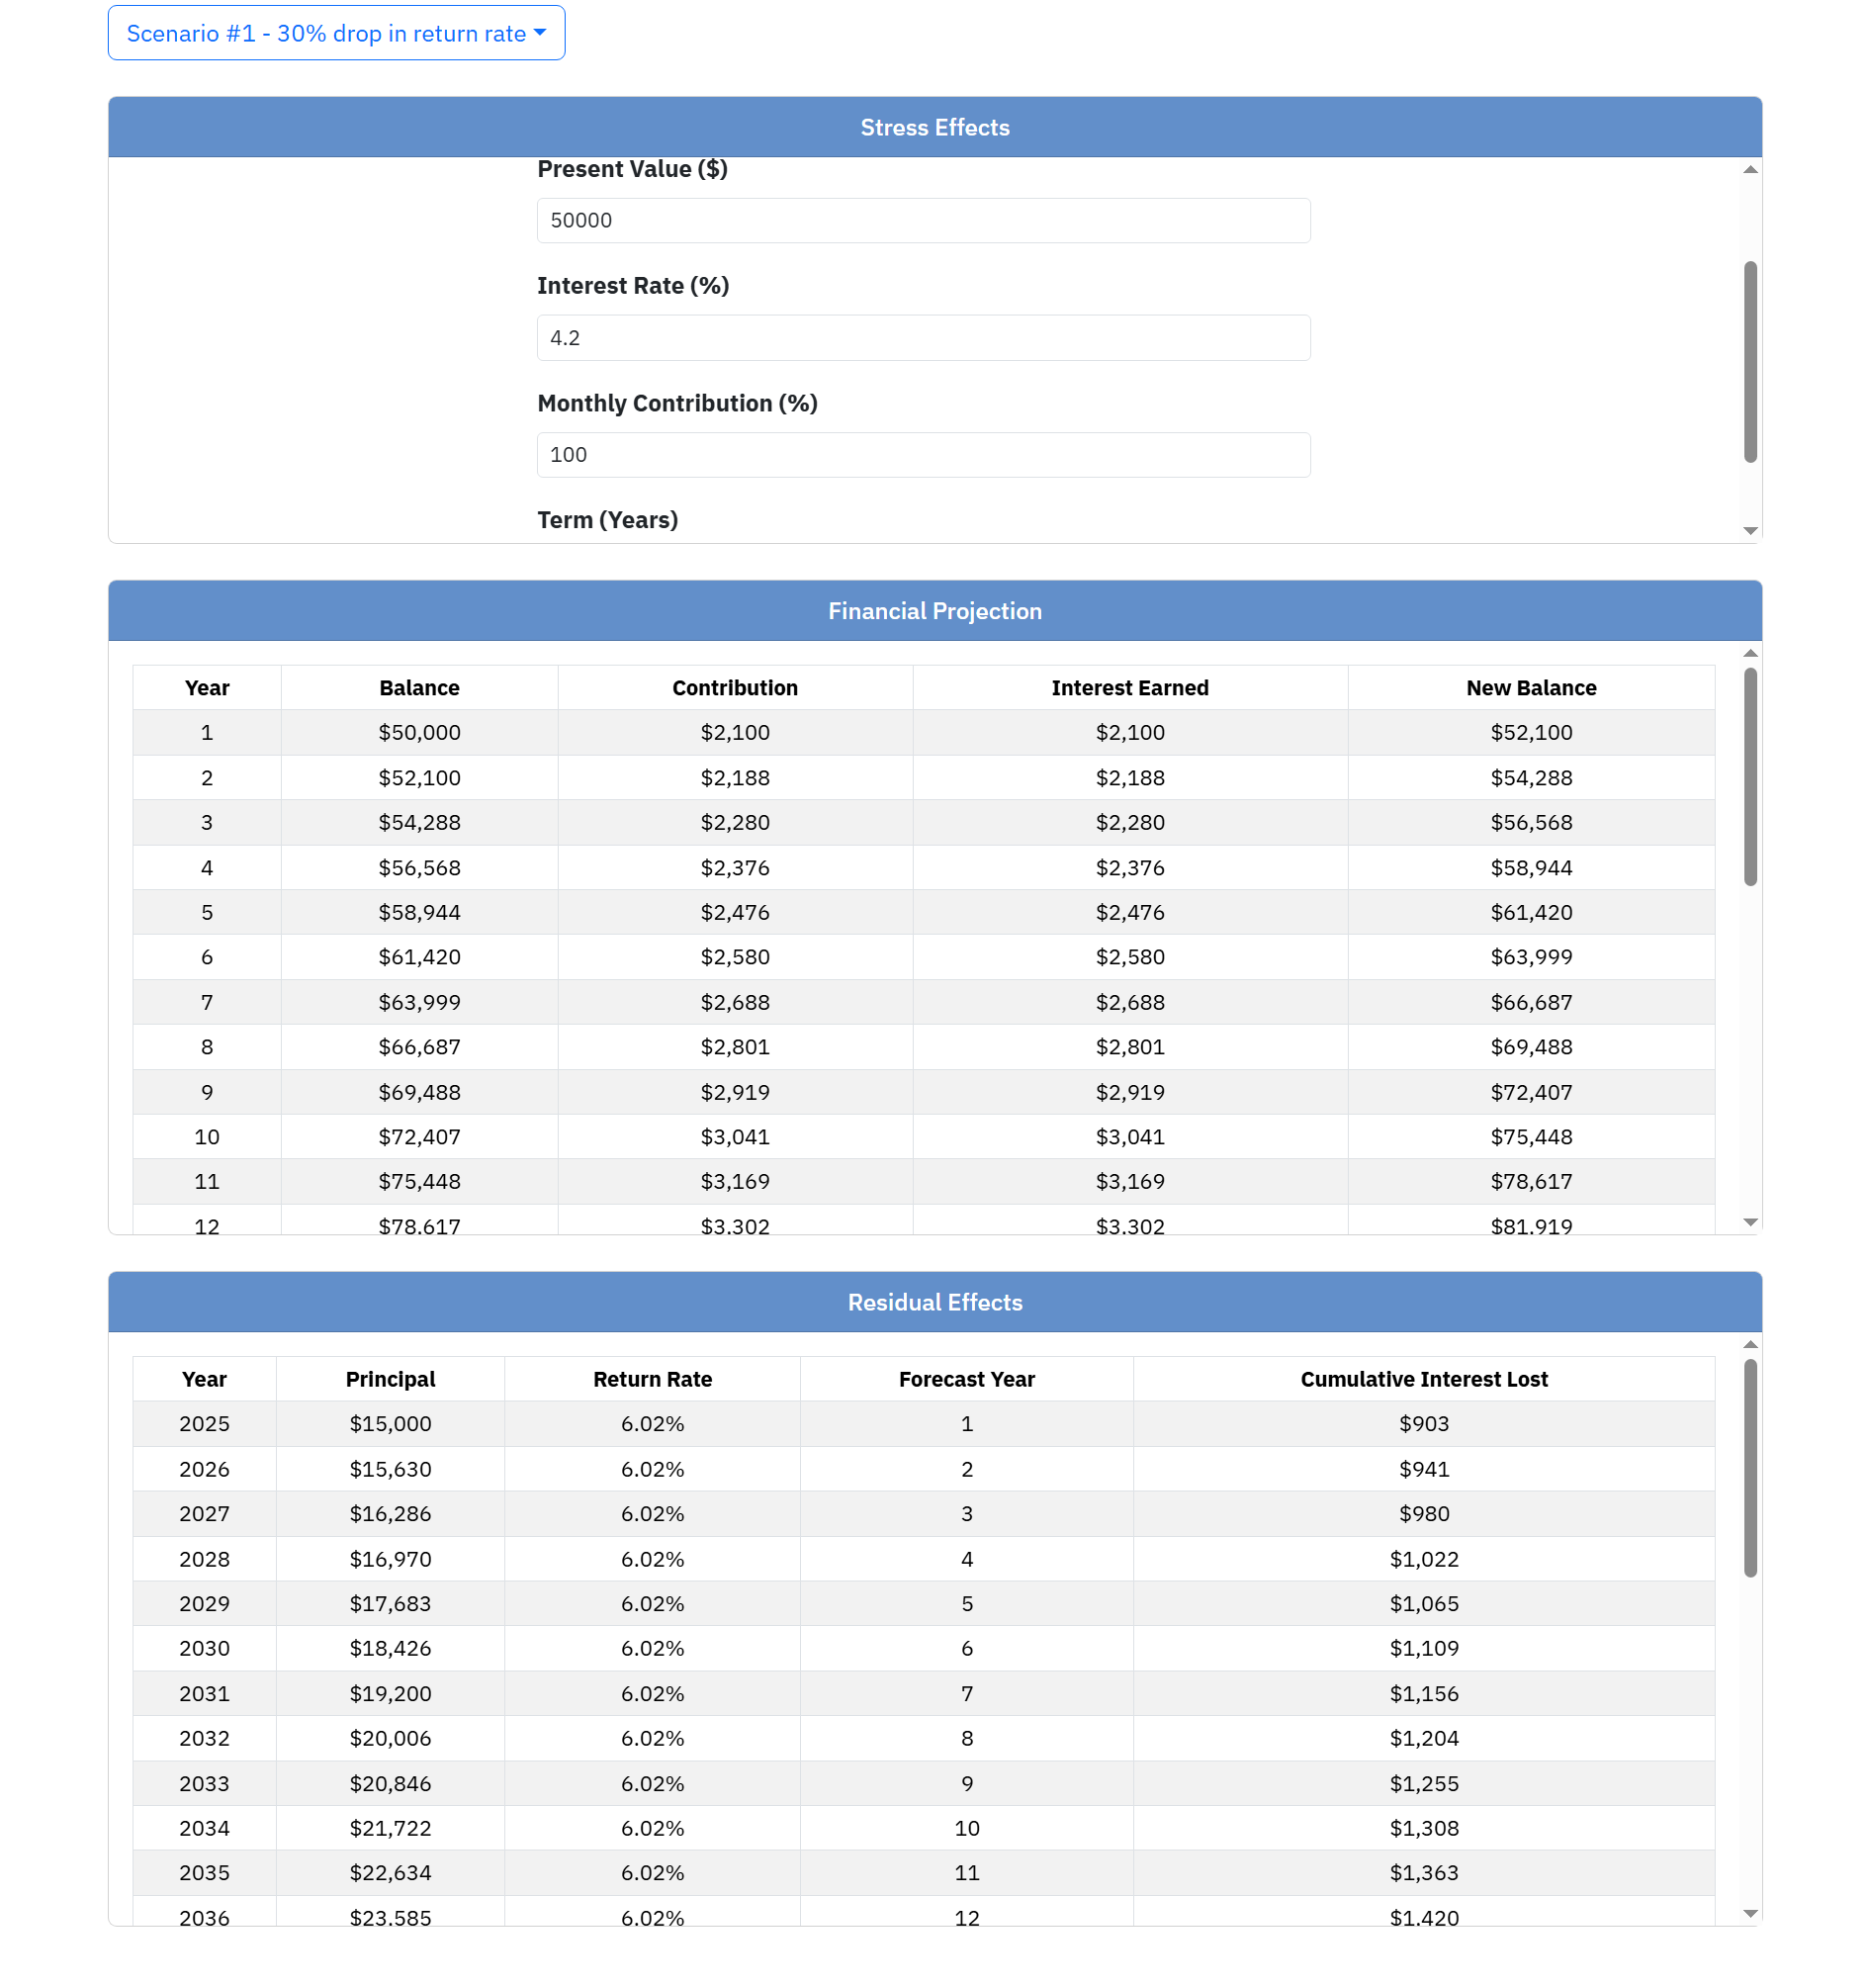 Scenario #1 - 30% drop in return rate
Stress Effects
Present Value ($)
50000
Interest Rate (%)
4.2
Monthly Contribution (%)
100
Term (Years)
Financial Projection
Year Balance Contribution Interest Earned New Balance
1 $50,000 $2,100 $2,100 $52,100
2 $52,100 $2,188 $2,188 $54,288
3 $54,288 $2,280 $2,280 $56,568
4 $56,568 $2,376 $2,376 $58,944
5 $58,944 $2,476 $2,476 $61,420
6 $61,420 $2,580 $2,580 $63,999
7 $63,999 $2,688 $2,688 $66,687
8 $66,687 $2,801 $2,801 $69,488
9 $69,488 $2,919 $2,919 $72,407
10 $72,407 $3,041 $3,041 $75,448
11 $75,448 $3,169 $3,169 $78,617
12 $78,617 $3,302 $3,302 $81,919
Residual Effects
Year Principal Return Rate Forecast Year Cumulative Interest Lost
2025 $15,000 6.02% 1 $903
2026 $15,630 6.02% 2 $941
2027 $16,286 6.02% 3 $980
2028 $16,970 6.02% 4 $1,022
2029 $17,683 6.02% 5 $1,065
2030 $18,426 6.02% 6 $1,109
2031 $19,200 6.02% 7 $1,156
2032 $20,006 6.02% 8 $1,204
2033 $20,846 6.02% 9 $1,255
2034 $21,722 6.02% 10 $1,308
2035 $22,634 6.02% 11 $1,363
2036 $23,585 6.02% 12 $1,420